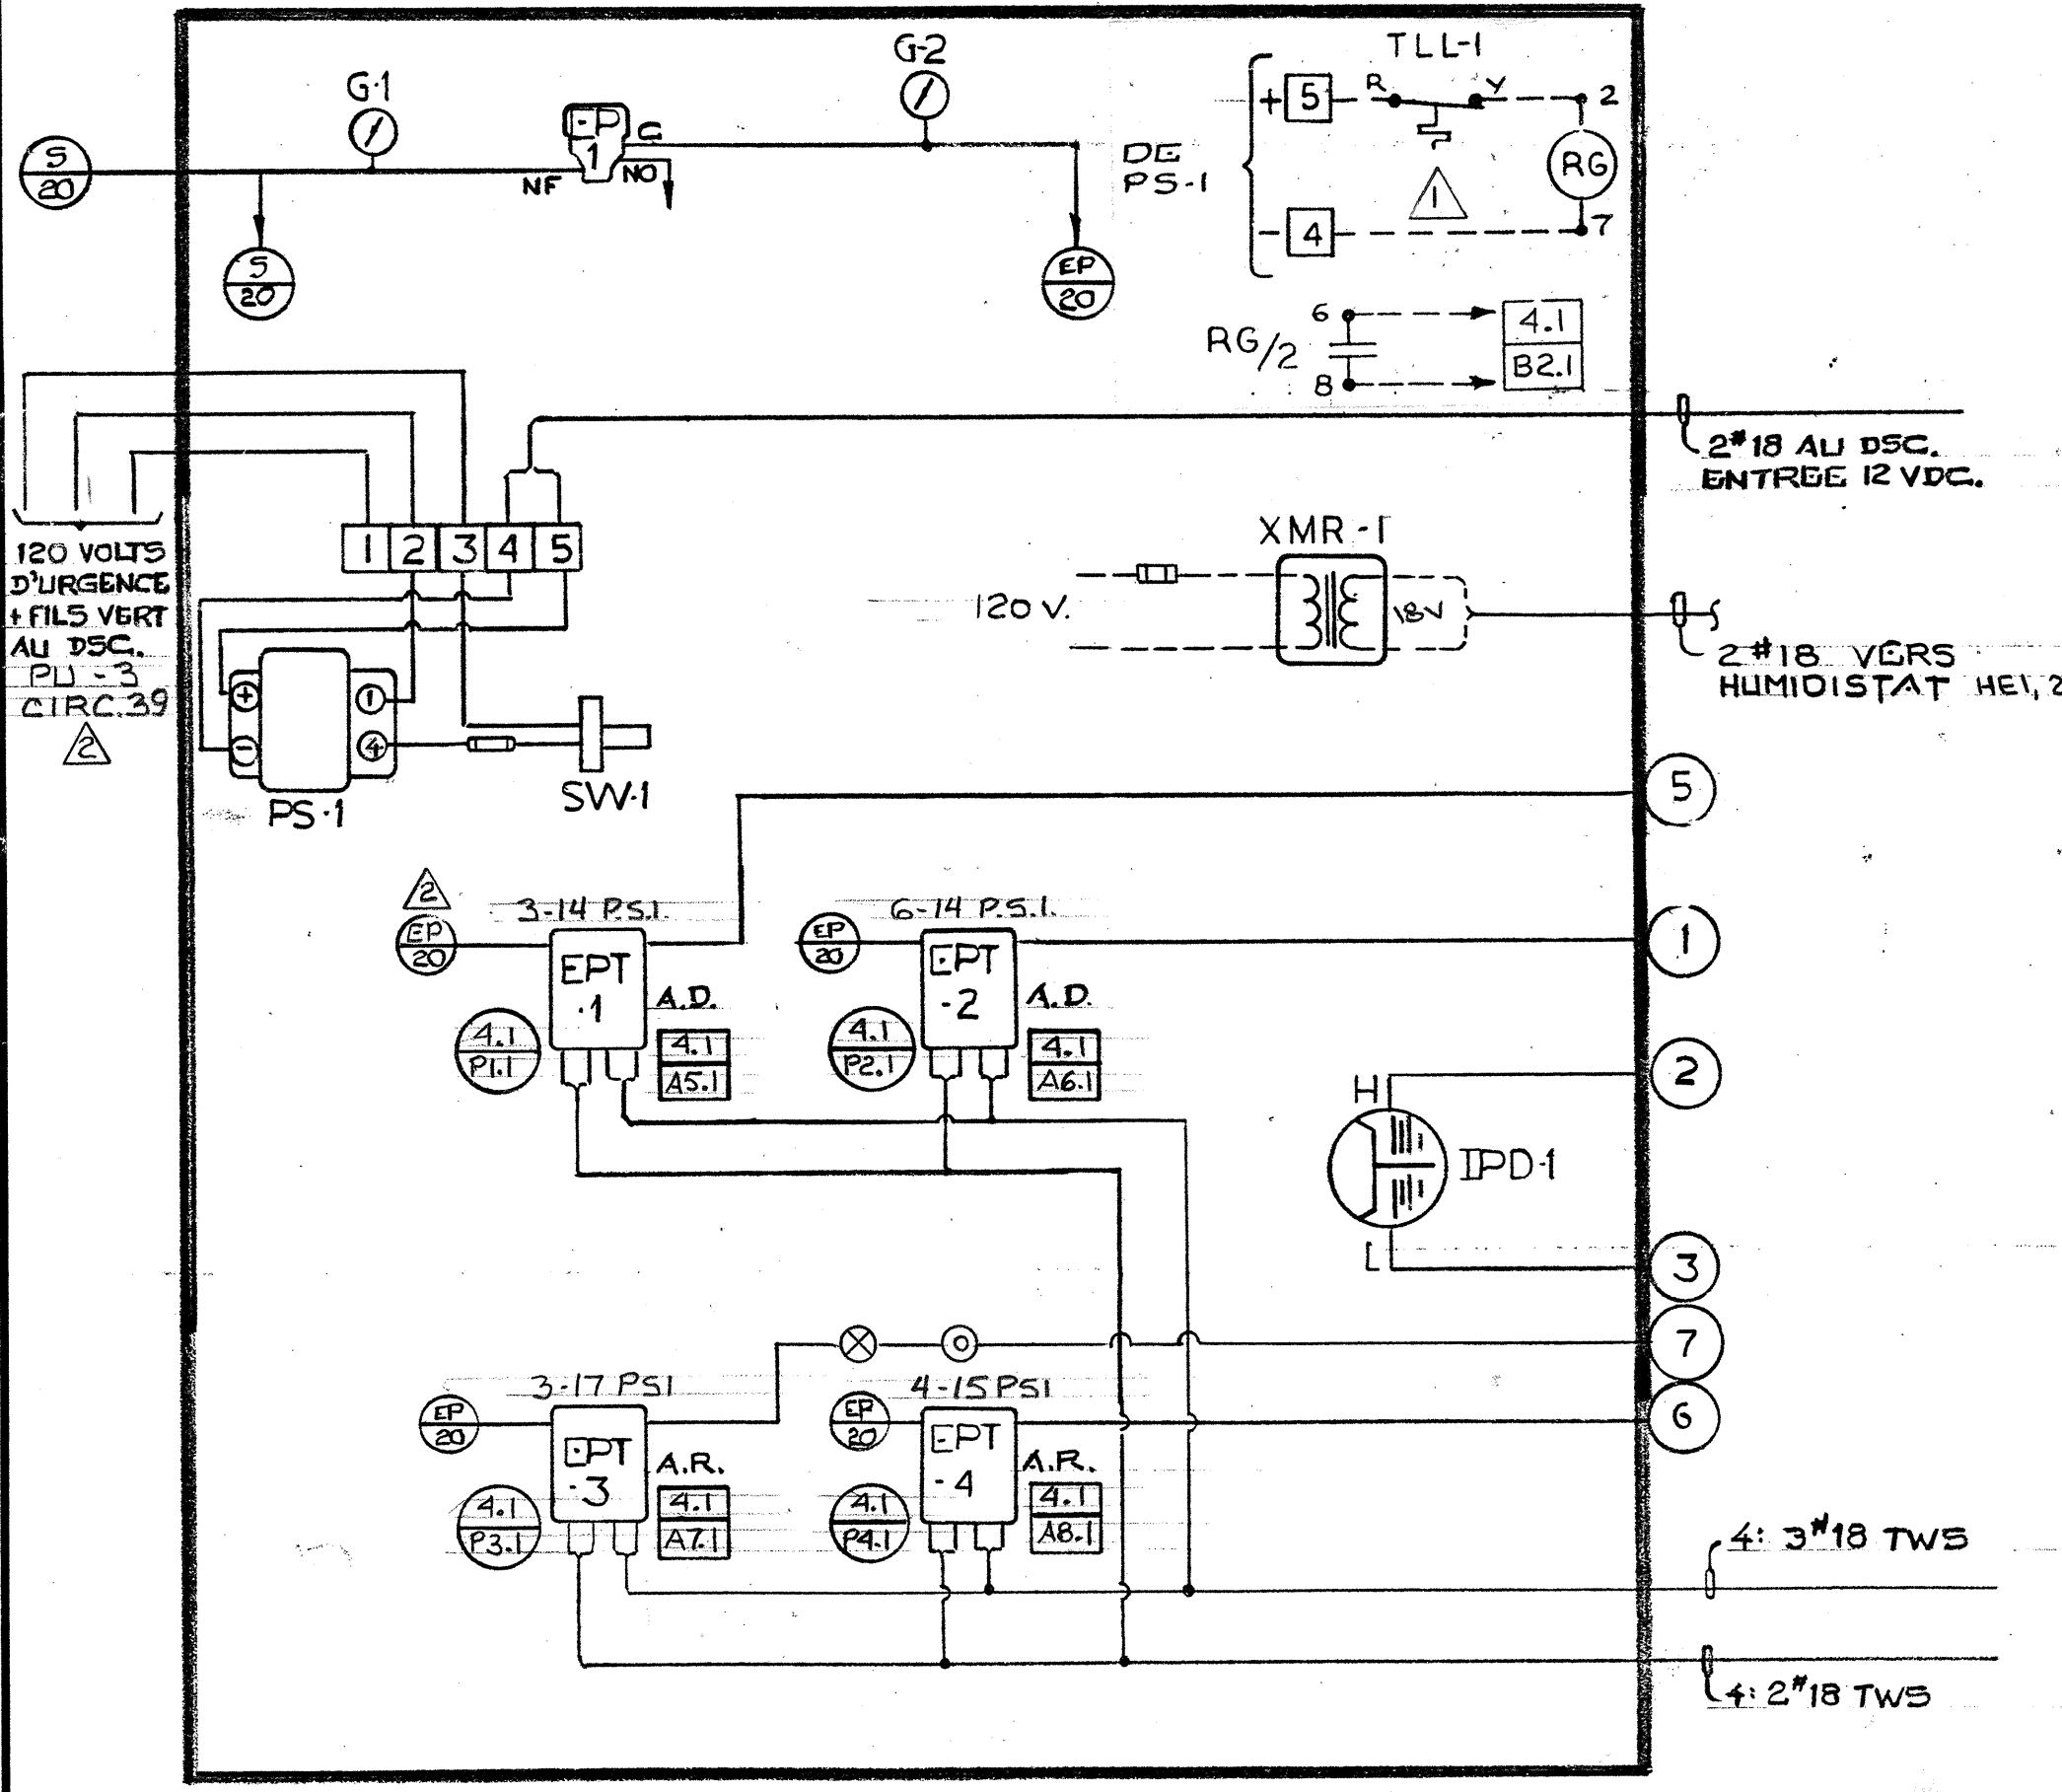 G-1
G-2
TLL-1
S
20
EP
1
C
NF
NO
S
20
EP
20
DE
PS-1
+ 5
R
Y
2
RG
1
- 4
7
RG/2
6
8
4.1
B2.1
2#18 AU DSC.
ENTREE 12 VDC.
120 VOLTS
D'URGENCE
+ FILS VERT
AU DSC.
PU - 3
CIRC. 39
2
1 2 3 4 5
+
-
1
4
PS-1
SW-1
XMR-1
120 V.
18V
2 #18 VERS
HUMIDISTAT HE1, 2
5
2
EP
20
3-14 P.S.I.
EPT
-1
A.D.
4.1
P1.1
4.1
A5.1
EP
20
6-14 P.S.I.
EPT
-2
A.D.
4.1
P2.1
4.1
A6.1
1
2
H
IPD-1
L
3
7
6
EP
20
3-17 PSI
EPT
-3
A.R.
4.1
P3.1
4.1
A7.1
EP
20
4-15 PSI
EPT
-4
A.R.
4.1
P4.1
4.1
A8.1
4: 3#18 TWS
4: 2#18 TWS